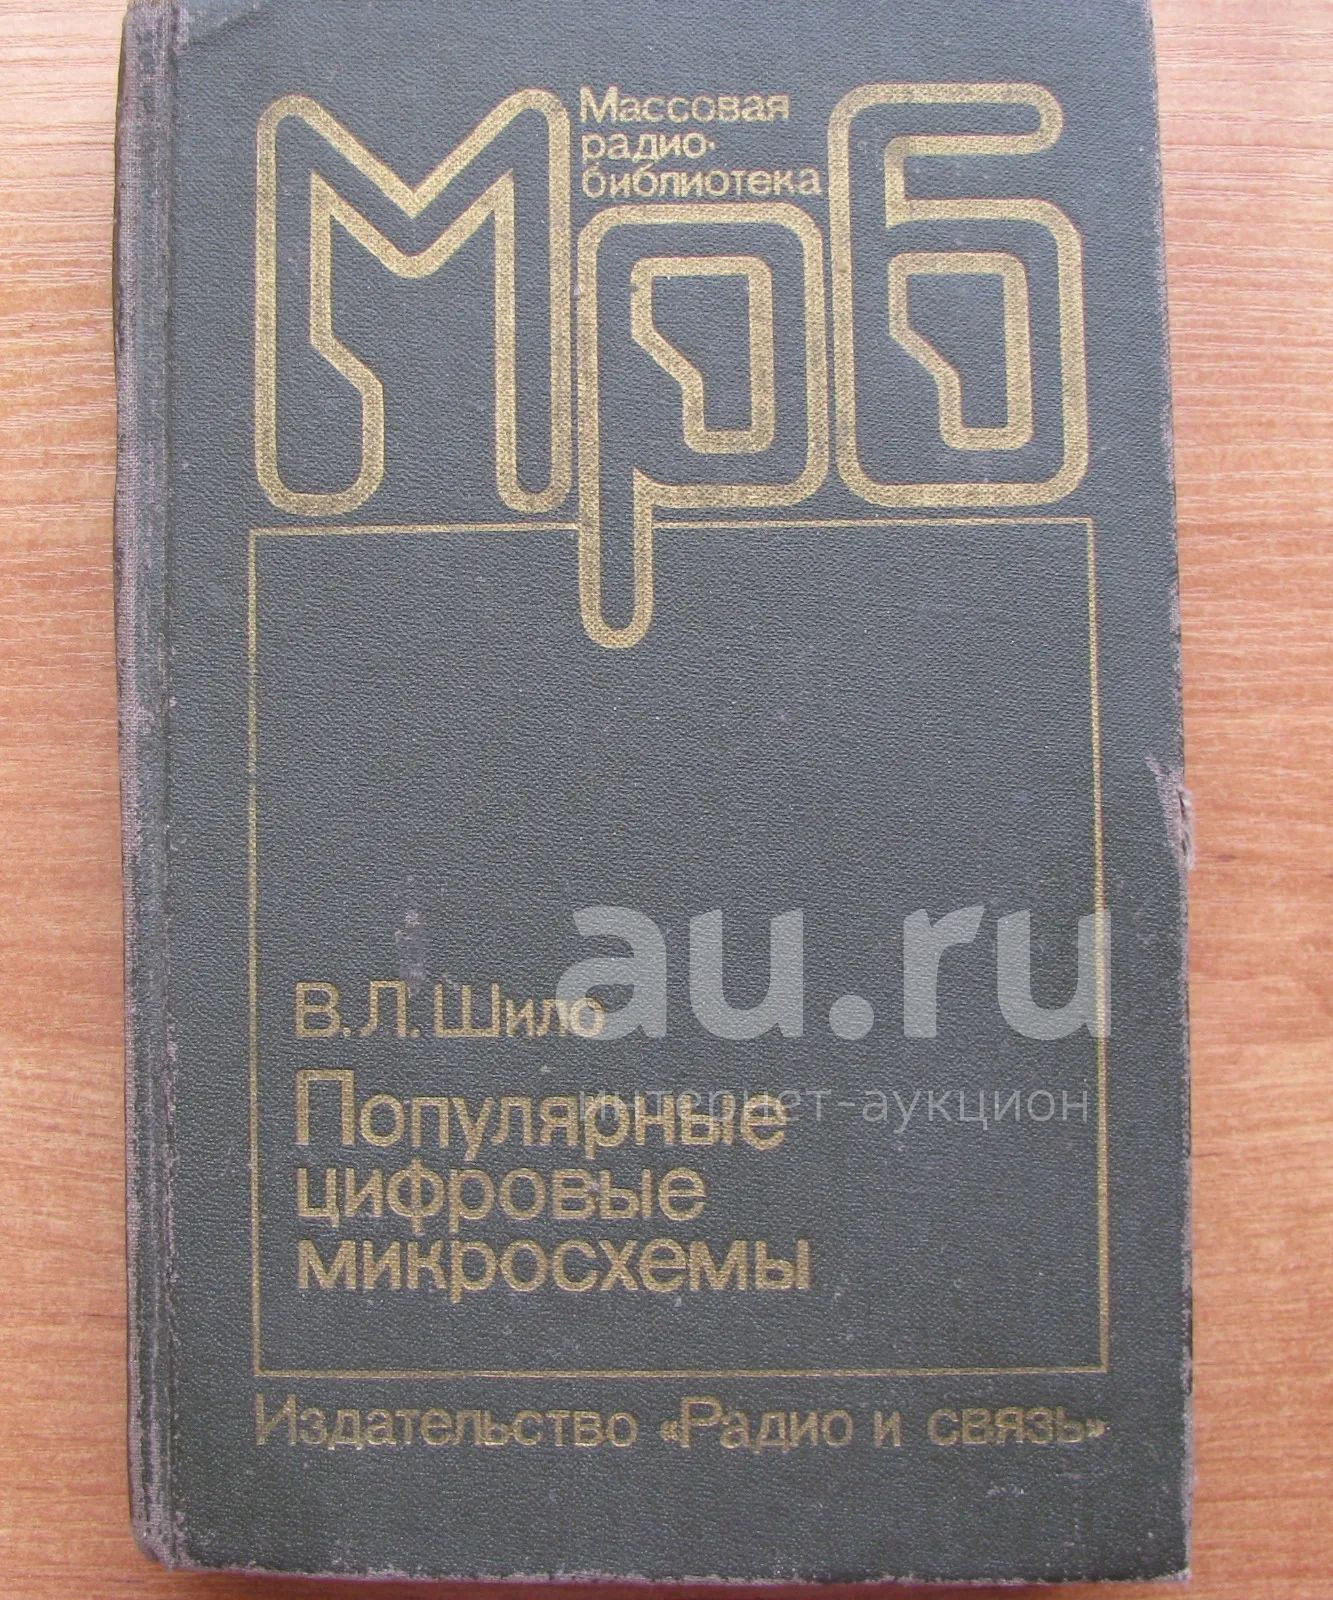 Мрб
Массовая
радио-
библиотека
В.Л.Шило
Популярные
цифровые
микросхемы
Издательство «Радио и связь»
au.ru
интернет-аукцион